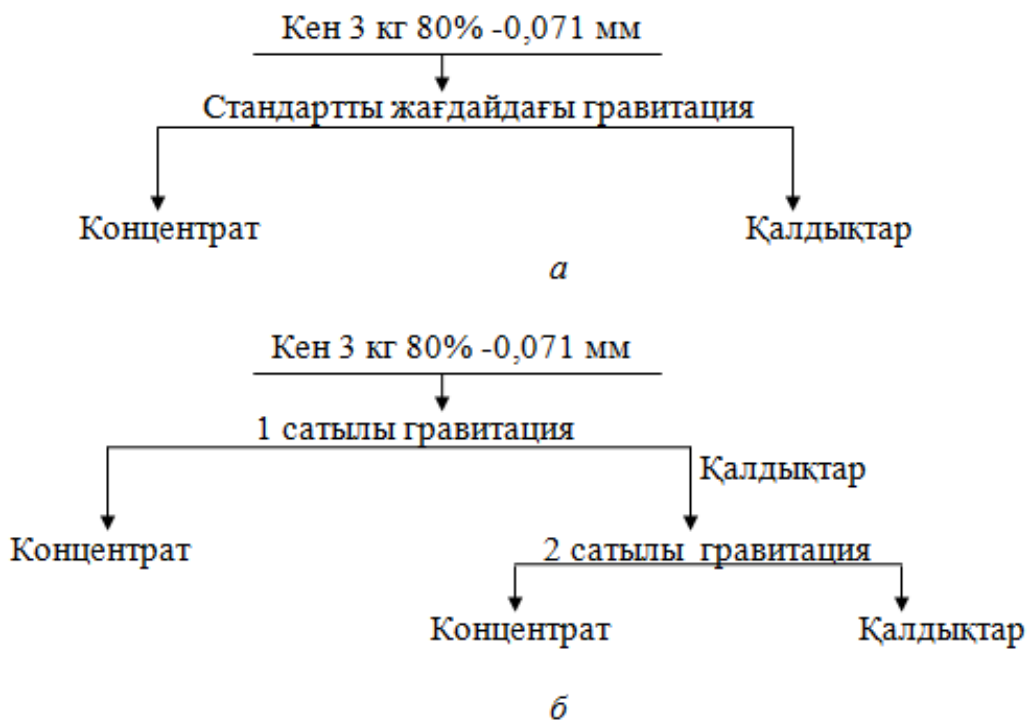 Кен 3 кг 80% -0,071 мм
Стандартты жағдайдағы гравитация
Концентрат Қалдықтар
а
Кен 3 кг 80% -0,071 мм
1 сатылы гравитация
Қалдықтар
Концентрат 2 сатылы гравитация
Концентрат Қалдықтар
б